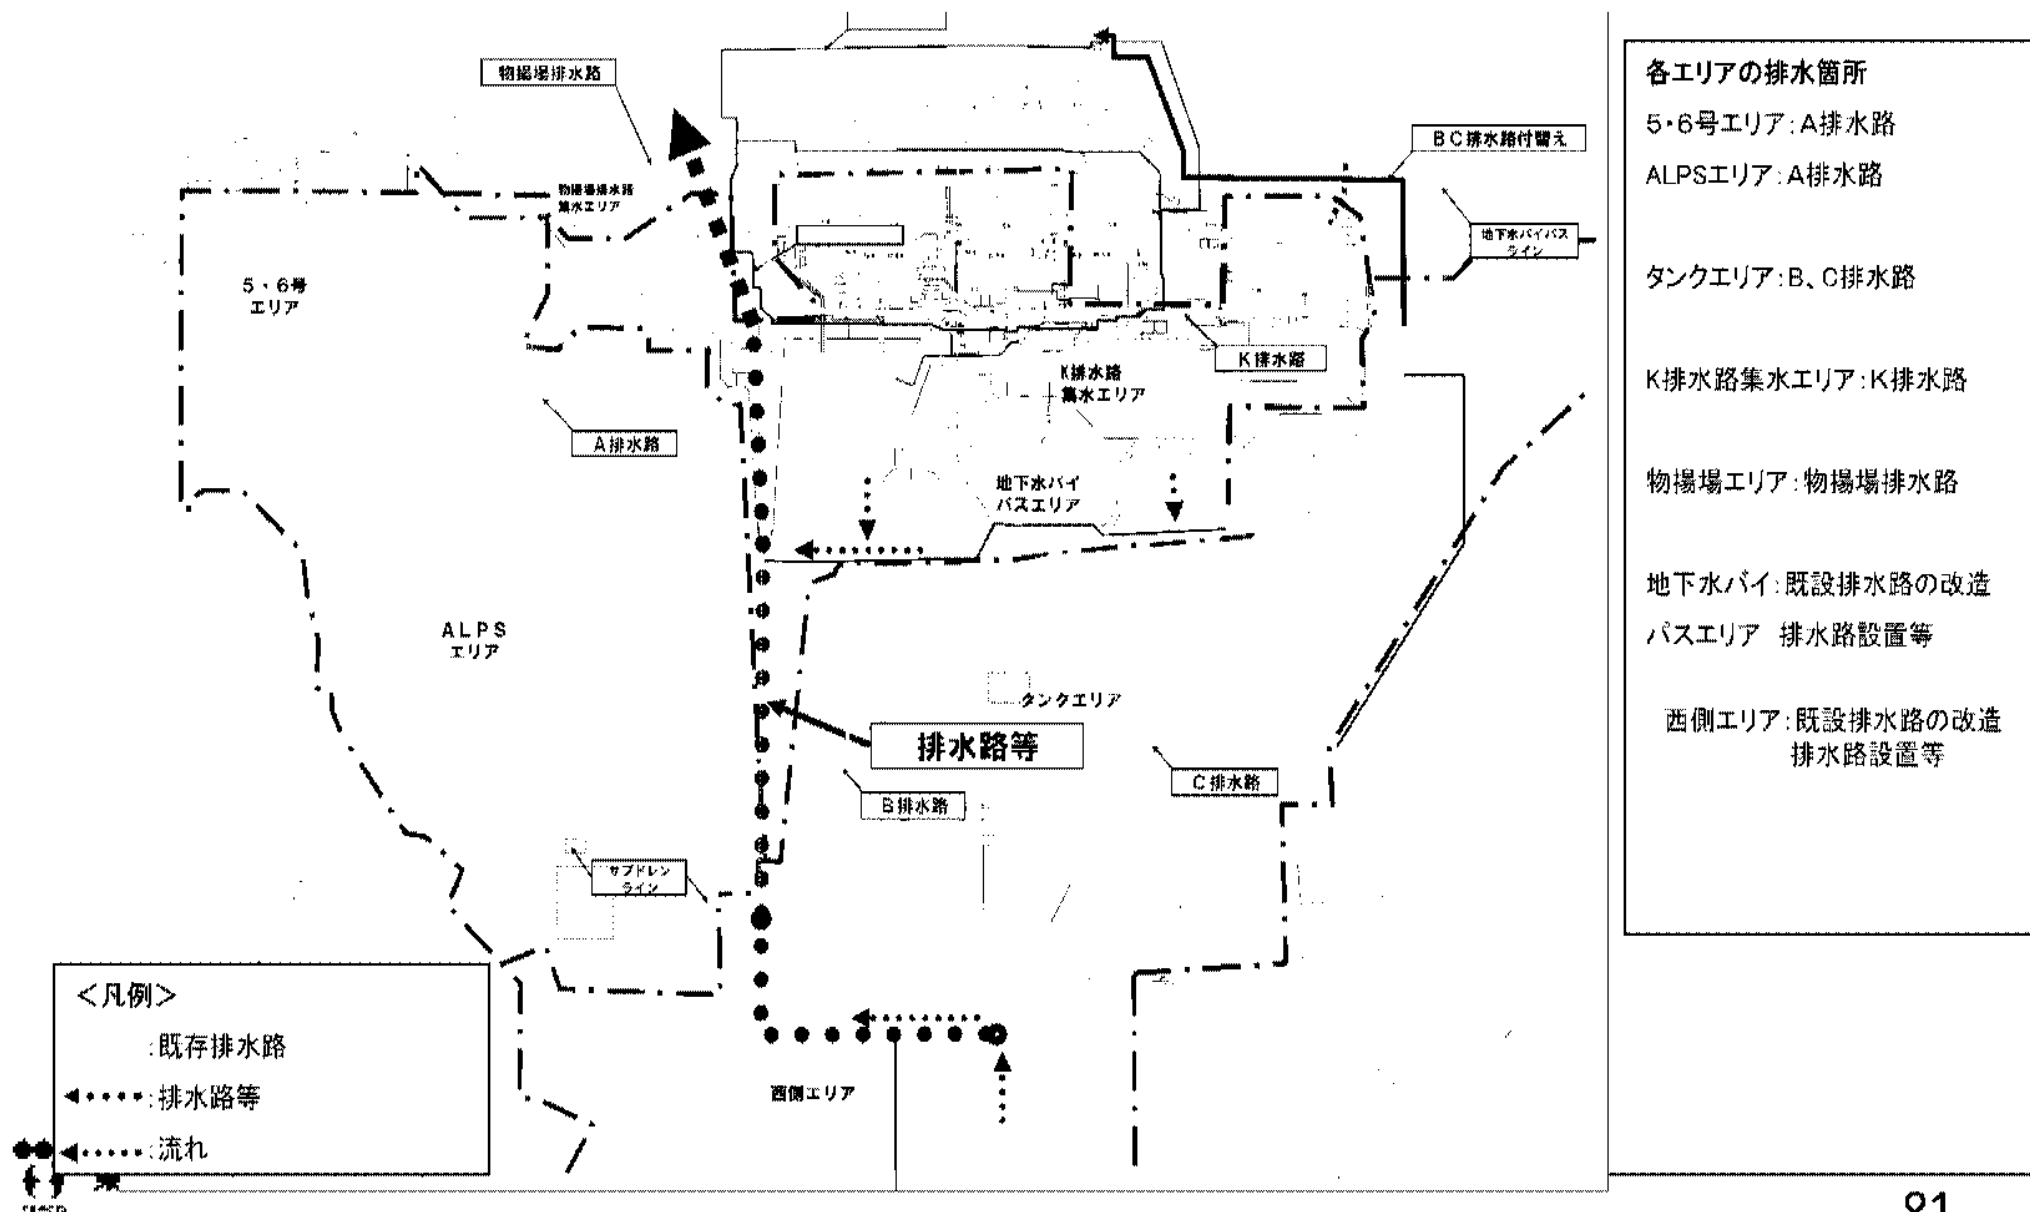 物揚場排水路
BC排水路付替え
物揚場排水路
集水エリア
地下水バイパス
ライン
5・6号
エリア
K排水路
K排水路
集水エリア
A排水路
地下水バイ
パスエリア
ALPS
エリア
タンクエリア
排水路等
B排水路
C排水路
サブドレン
ライン
西側エリア
<凡例>
:既存排水路
:排水路等
:流れ
各エリアの排水箇所
5・6号エリア:A排水路
ALPSエリア:A排水路
タンクエリア:B、C排水路
K排水路集水エリア:K排水路
物揚場エリア:物揚場排水路
地下水バイ:既設排水路の改造
パスエリア 排水路設置等
西側エリア:既設排水路の改造
排水路設置等